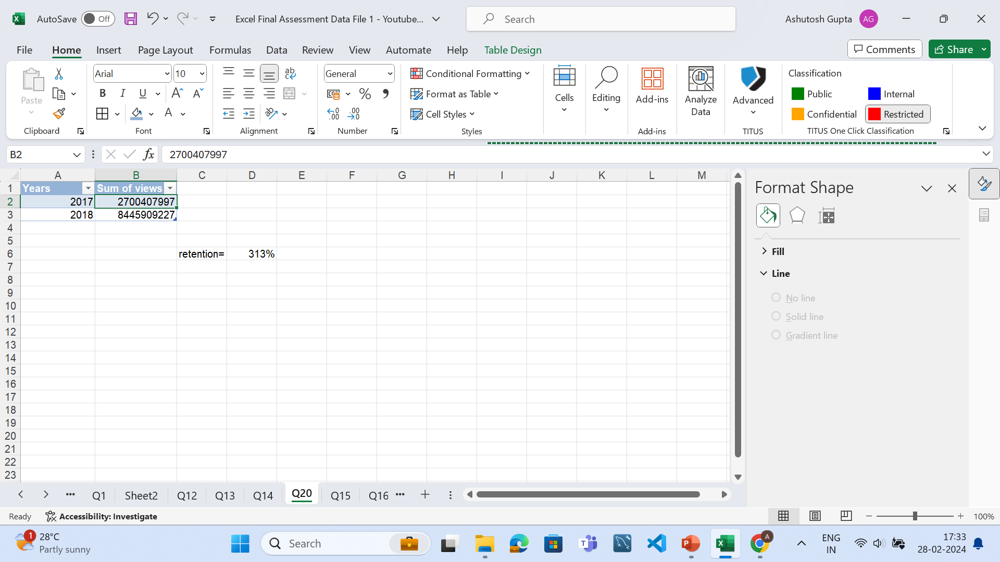 AutoSave Off Excel Final Assessment Data File 1 - Youtube... Search Ashutosh Gupta AG
File Home Insert Page Layout Formulas Data Review View Automate Help Table Design Comments Share
Paste Arial 10 General Conditional Formatting Cells Editing Add-ins Analyze Data Advanced Classification
B I U Format as Table Public Internal
Cell Styles Confidential Restricted
Clipboard Font Alignment Number Styles Add-ins TITUS TITUS One Click Classification
B2 fx 2700407997
A B C D E F G H I J K L M
1 Years Sum of views
2 2017 2700407997
3 2018 8445909227
4
5
6 retention= 313%
7
8
9
10
11
12
13
14
15
16
17
18
19
20
21
22
23
Format Shape
Fill
Line
No line
Solid line
Gradient line
Q1 Sheet2 Q12 Q13 Q14 Q20 Q15 Q16
Ready Accessibility: Investigate 100%
1 28°C Search ENG 17:33
Partly sunny IN 28-02-2024